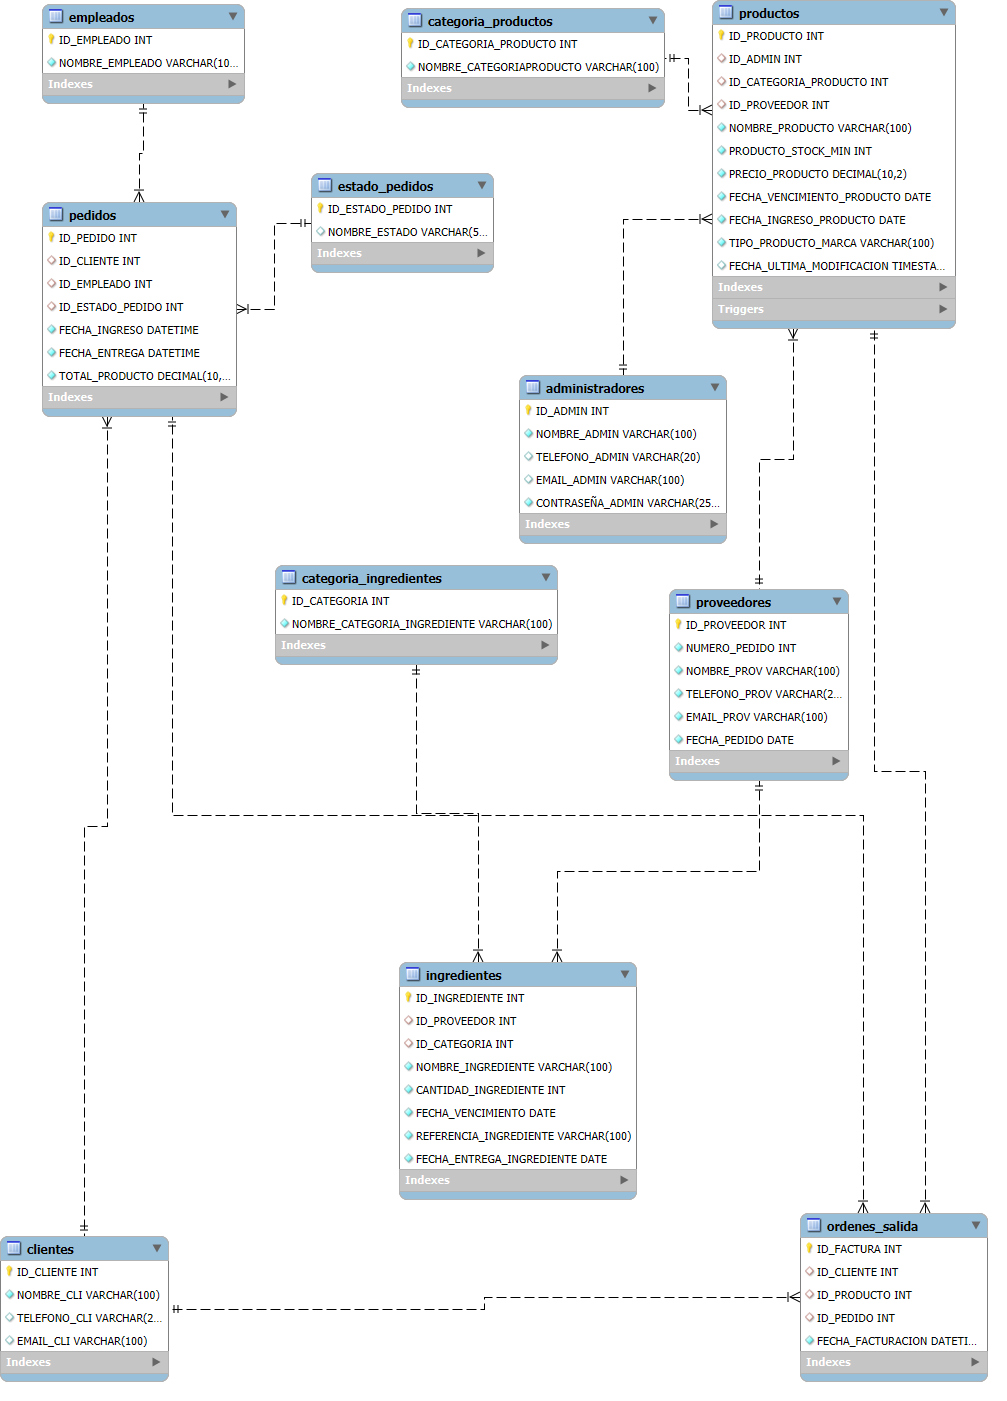 empleados
ID_EMPLEADO INT
NOMBRE_EMPLEADO VARCHAR(10...
Indexes
categoria_productos
ID_CATEGORIA_PRODUCTO INT
NOMBRE_CATEGORIAPRODUCTO VARCHAR(100)
Indexes
productos
ID_PRODUCTO INT
ID_ADMIN INT
ID_CATEGORIA_PRODUCTO INT
ID_PROVEEDOR INT
NOMBRE_PRODUCTO VARCHAR(100)
PRODUCTO_STOCK_MIN INT
PRECIO_PRODUCTO DECIMAL(10,2)
FECHA_VENCIMIENTO_PRODUCTO DATE
FECHA_INGRESO_PRODUCTO DATE
TIPO_PRODUCTO_MARCA VARCHAR(100)
FECHA_ULTIMA_MODIFICACION TIMESTA...
Indexes
Triggers
estado_pedidos
ID_ESTADO_PEDIDO INT
NOMBRE_ESTADO VARCHAR(5...
Indexes
pedidos
ID_PEDIDO INT
ID_CLIENTE INT
ID_EMPLEADO INT
ID_ESTADO_PEDIDO INT
FECHA_INGRESO DATETIME
FECHA_ENTREGA DATETIME
TOTAL_PRODUCTO DECIMAL(10,...
Indexes
administradores
ID_ADMIN INT
NOMBRE_ADMIN VARCHAR(100)
TELEFONO_ADMIN VARCHAR(20)
EMAIL_ADMIN VARCHAR(100)
CONTRASEÑA_ADMIN VARCHAR(25...
Indexes
categoria_ingredientes
ID_CATEGORIA INT
NOMBRE_CATEGORIA_INGREDIENTE VARCHAR(100)
Indexes
proveedores
ID_PROVEEDOR INT
NUMERO_PEDIDO INT
NOMBRE_PROV VARCHAR(100)
TELEFONO_PROV VARCHAR(2...
EMAIL_PROV VARCHAR(100)
FECHA_PEDIDO DATE
Indexes
ingredientes
ID_INGREDIENTE INT
ID_PROVEEDOR INT
ID_CATEGORIA INT
NOMBRE_INGREDIENTE VARCHAR(100)
CANTIDAD_INGREDIENTE INT
FECHA_VENCIMIENTO DATE
REFERENCIA_INGREDIENTE VARCHAR(100)
FECHA_ENTREGA_INGREDIENTE DATE
Indexes
clientes
ID_CLIENTE INT
NOMBRE_CLI VARCHAR(100)
TELEFONO_CLI VARCHAR(2...
EMAIL_CLI VARCHAR(100)
Indexes
ordenes_salida
ID_FACTURA INT
ID_CLIENTE INT
ID_PRODUCTO INT
ID_PEDIDO INT
FECHA_FACTURACION DATETI...
Indexes